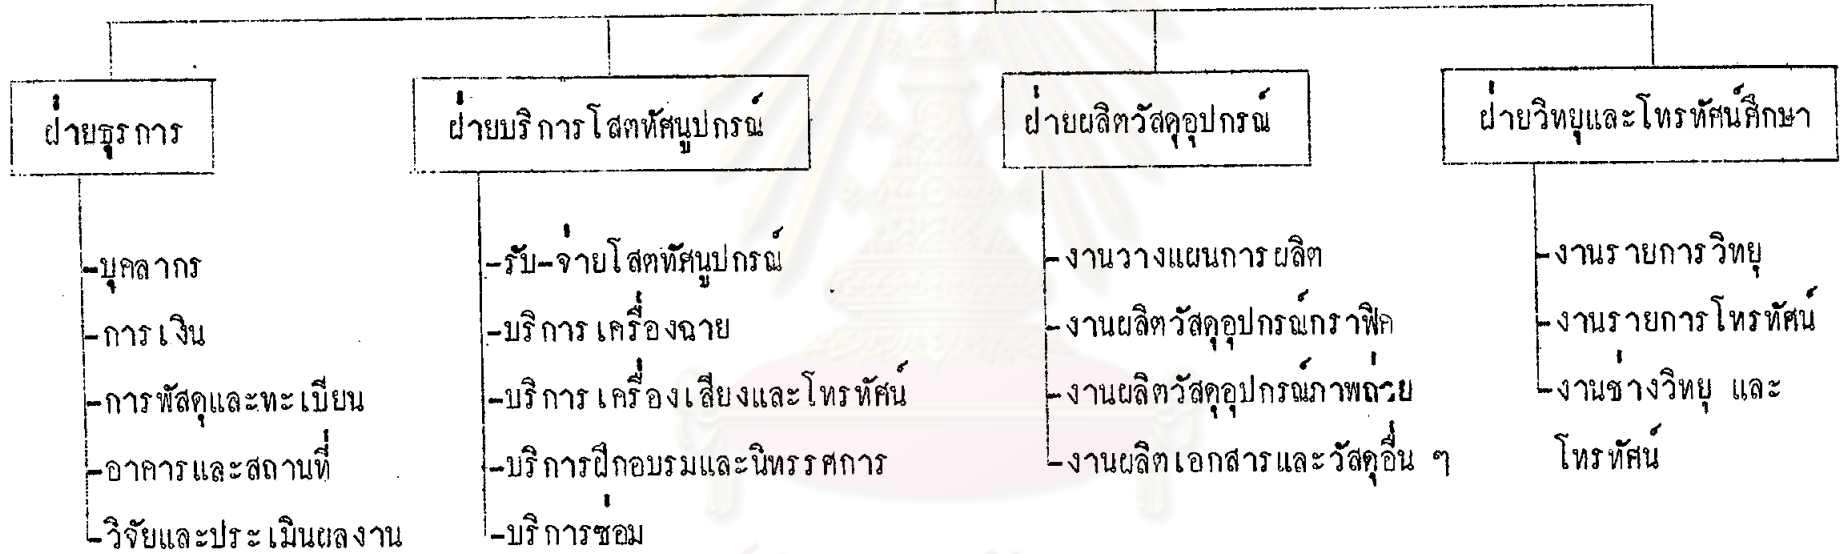 ฝ่ายธุรการ
-บุคลากร
-การเงิน
-การพัสดุและทะเบียน
-อาคารและสถานที่
-วิจัยและประเมินผลงาน
ฝ่ายบริการโสตทัศนูปกรณ์
-รับ-จ่ายโสตทัศนูปกรณ์
-บริการเครื่องฉาย
-บริการเครื่องเสียงและโทรทัศน์
-บริการฝึกอบรมและนิทรรศการ
-บริการซ่อม
ฝ่ายผลิตวัสดุอุปกรณ์
-งานวางแผนการผลิต
-งานผลิตวัสดุอุปกรณ์กราฟิค
-งานผลิตวัสดุอุปกรณ์ภาพถ่าย
-งานผลิตเอกสารและวัสดุอื่น ๆ
ฝ่ายวิทยุและโทรทัศน์ศึกษา
-งานรายการวิทยุ
-งานรายการโทรทัศน์
-งานช่างวิทยุ และ
โทรทัศน์